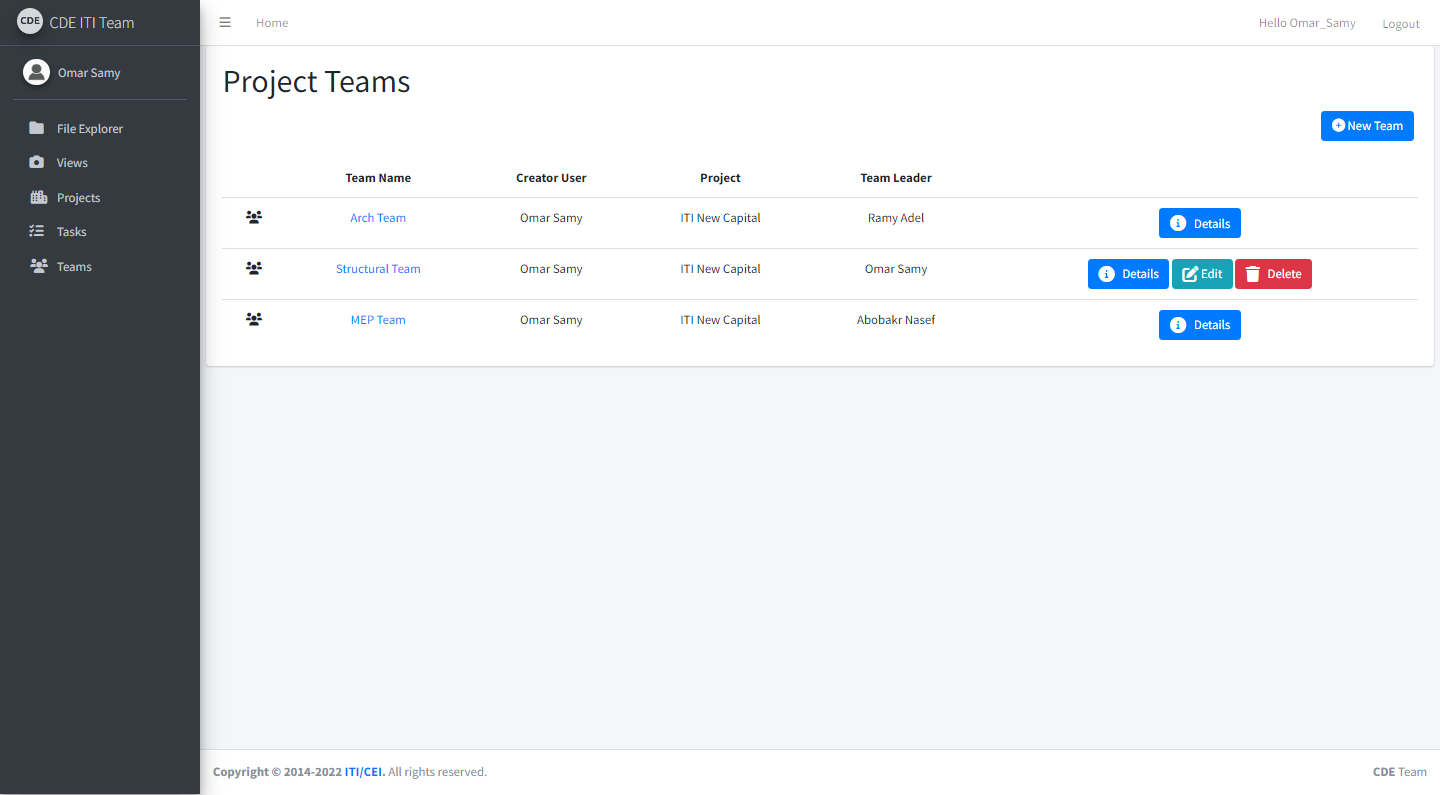 CDE CDE ITI Team
Home
Hello Omar_Samy
Logout
Omar Samy
File Explorer
Views
Projects
Tasks
Teams
Project Teams
New Team
Team Name Creator User Project Team Leader
Arch Team Omar Samy ITI New Capital Ramy Adel Details
Structural Team Omar Samy ITI New Capital Omar Samy Details Edit Delete
MEP Team Omar Samy ITI New Capital Abobakr Nasef Details
Copyright © 2014-2022 ITI/CEI. All rights reserved.
CDE Team